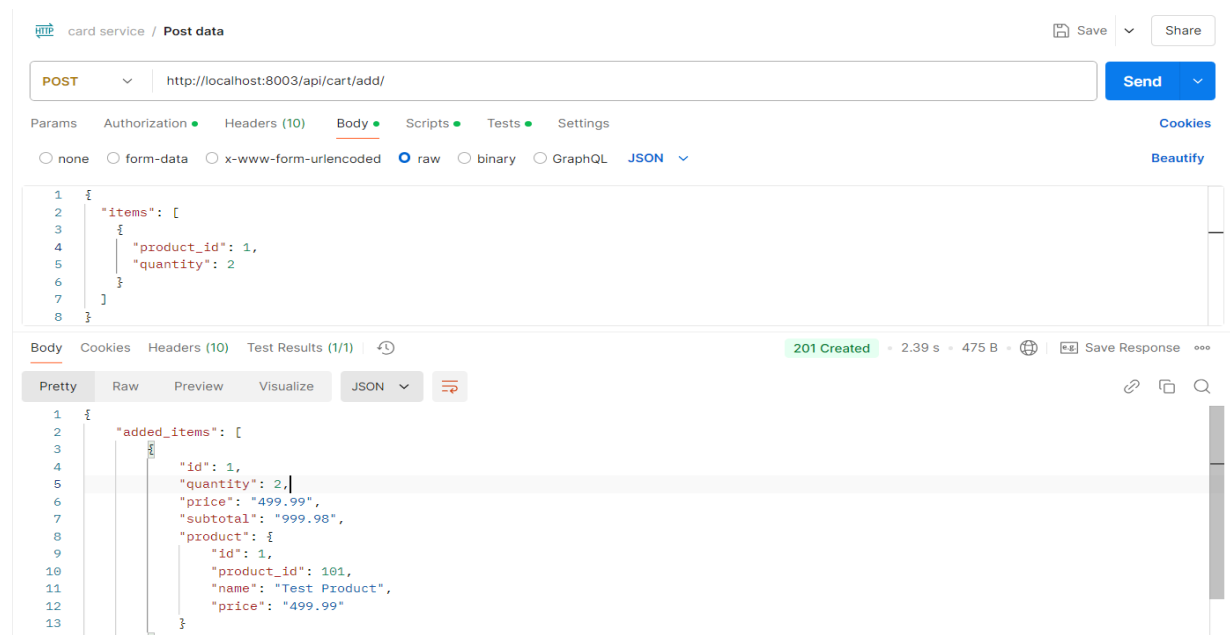 HTTP card service / Post data Save Share
POST http://localhost:8003/api/cart/add/ Send
Params Authorization Headers (10) Body Scripts Tests Settings Cookies
none form-data x-www-form-urlencoded raw binary GraphQL JSON Beautify
1 {
2 "items": [
3 {
4 "product_id": 1,
5 "quantity": 2
6 }
7 ]
8 }
Body Cookies Headers (10) Test Results (1/1) 201 Created 2.39 s 475 B e.g. Save Response
Pretty Raw Preview Visualize JSON
1 {
2 "added_items": [
3 {
4 "id": 1,
5 "quantity": 2,
6 "price": "499.99",
7 "subtotal": "999.98",
8 "product": {
9 "id": 1,
10 "product_id": 101,
11 "name": "Test Product",
12 "price": "499.99"
13 }